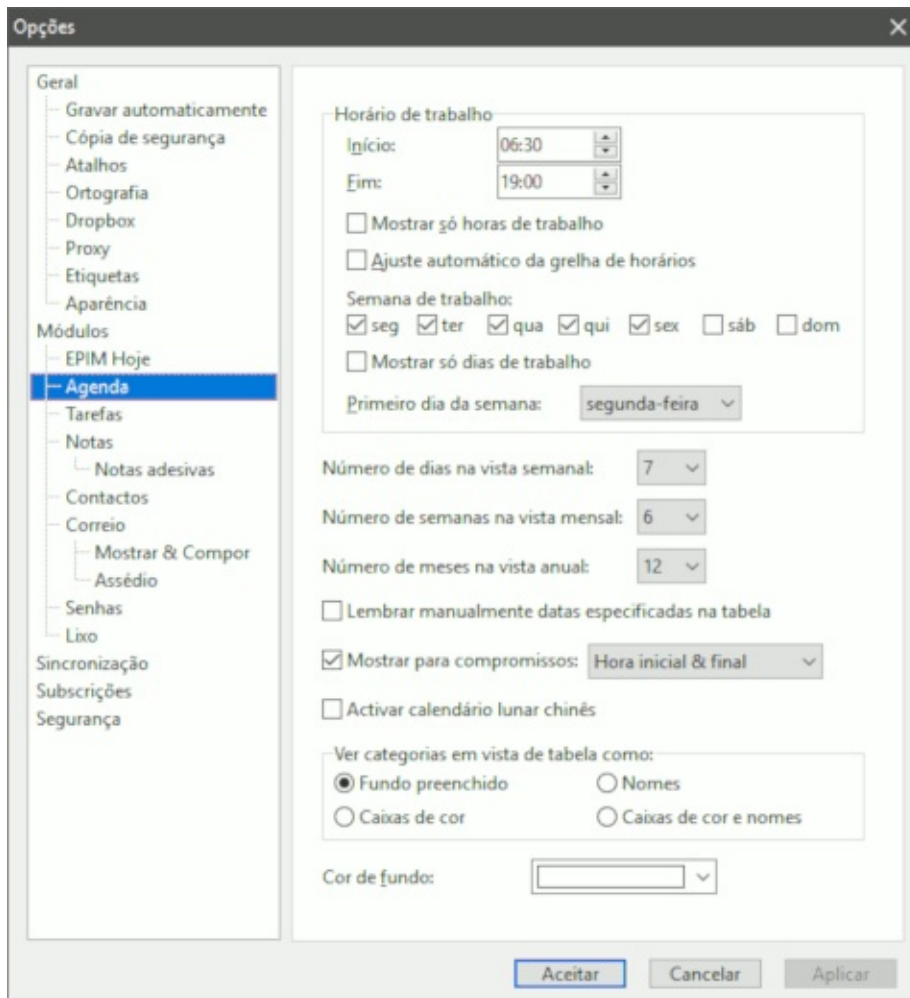 Opções
Geral
Gravar automaticamente
Cópia de segurança
Atalhos
Ortografia
Dropbox
Proxy
Etiquetas
Aparência
Módulos
EPIM Hoje
Agenda
Tarefas
Notas
Notas adesivas
Contactos
Correio
Mostrar & Compor
Assédio
Senhas
Lixo
Sincronização
Subscrições
Segurança
Horário de trabalho
Início: 06:30
Fim: 19:00
Mostrar só horas de trabalho
Ajuste automático da grelha de horários
Semana de trabalho:
seg ter qua qui sex sáb dom
Mostrar só dias de trabalho
Primeiro dia da semana: segunda-feira
Número de dias na vista semanal: 7
Número de semanas na vista mensal: 6
Número de meses na vista anual: 12
Lembrar manualmente datas especificadas na tabela
Mostrar para compromissos: Hora inicial & final
Activar calendário lunar chinês
Ver categorias em vista de tabela como:
Fundo preenchido Nomes
Caixas de cor Caixas de cor e nomes
Cor de fundo:
Aceitar Cancelar Aplicar